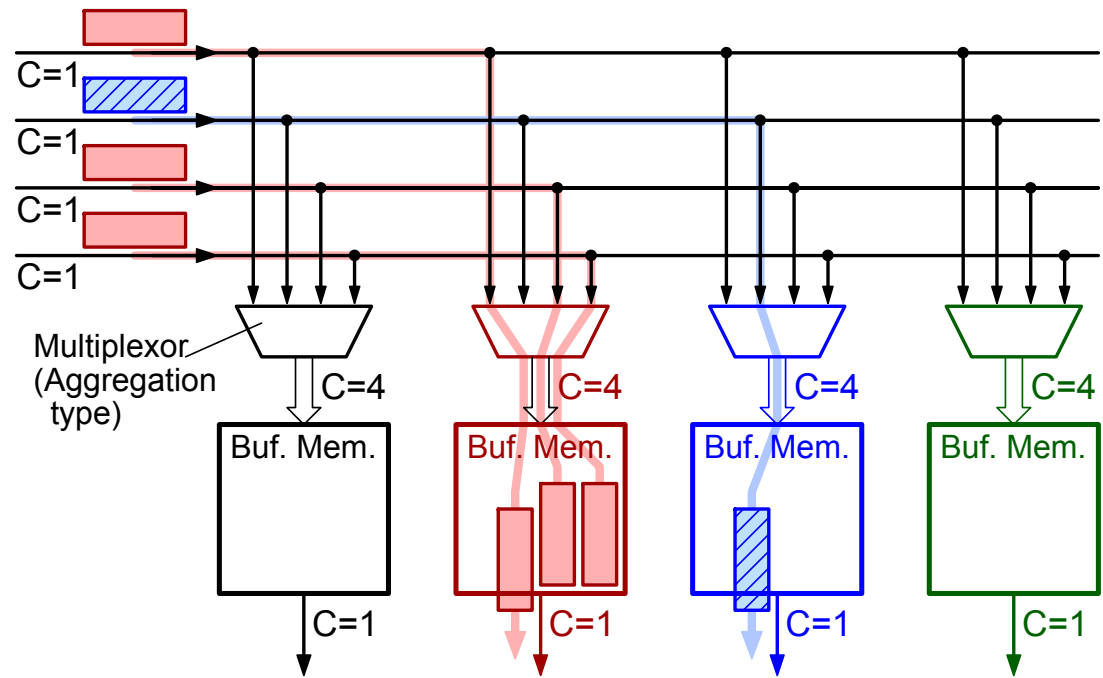 C=1
C=1
C=1
C=1
Multiplexor
(Aggregation
type)
C=4
C=4
C=4
C=4
Buf. Mem.
Buf. Mem.
Buf. Mem.
Buf. Mem.
C=1
C=1
C=1
C=1